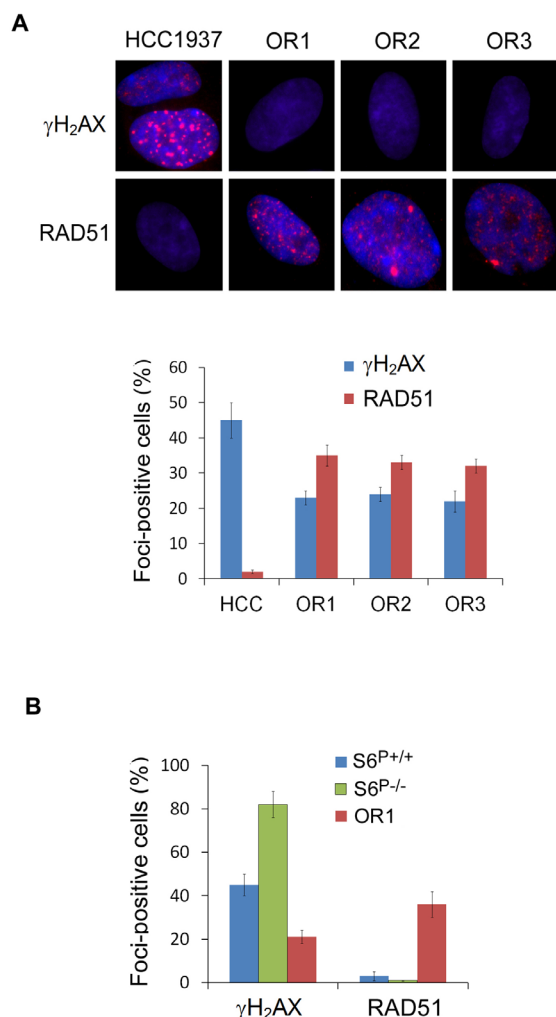 A
HCC1937 OR1 OR2 OR3
γH₂AX
RAD51
Foci-positive cells (%)
60
50
40
30
20
10
0
γH₂AX
RAD51
HCC OR1 OR2 OR3
B
Foci-positive cells (%)
100
80
60
40
20
0
S6ᴾ⁺/⁺
S6ᴾ⁻/⁻
OR1
γH₂AX RAD51